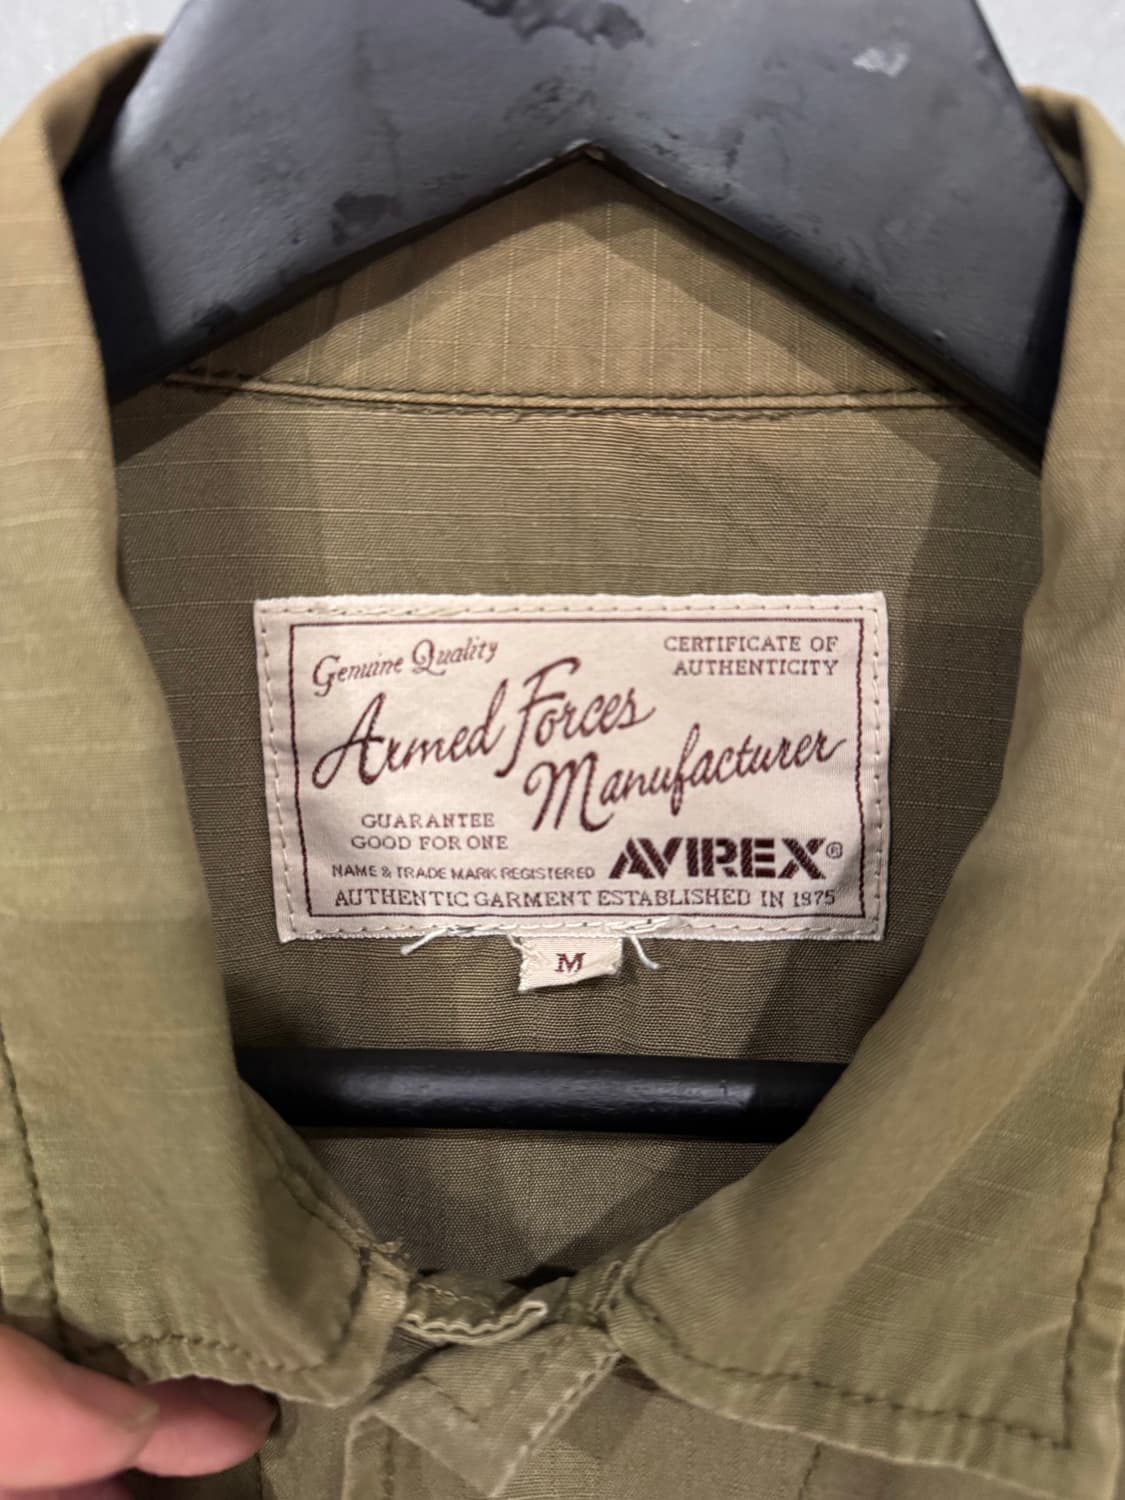 Genuine Quality
CERTIFICATE OF
AUTHENTICITY
Armed Forces
Manufacturer
GUARANTEE
GOOD FOR ONE
NAME & TRADE MARK REGISTERED
AVIREX®
AUTHENTIC GARMENT ESTABLISHED IN 1975
M